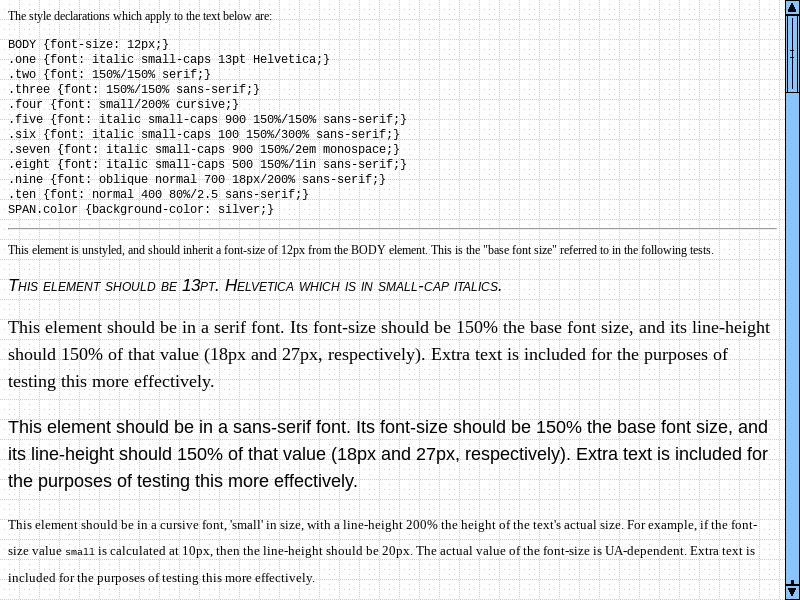 The style declarations which apply to the text below are:
BODY {font-size: 12px;}
.one {font: italic small-caps 13pt Helvetica;}
.two {font: 150%/150% serif;}
.three {font: 150%/150% sans-serif;}
.four {font: small/200% cursive;}
.five {font: italic small-caps 900 150%/150% sans-serif;}
.six {font: italic small-caps 100 150%/300% sans-serif;}
.seven {font: italic small-caps 900 150%/2em monospace;}
.eight {font: italic small-caps 500 150%/1in sans-serif;}
.nine {font: oblique normal 700 18px/200% sans-serif;}
.ten {font: normal 400 80%/2.5 sans-serif;}
SPAN.color {background-color: silver;}
This element is unstyled, and should inherit a font-size of 12px from the BODY element. This is the "base font size" referred to in the following tests.
This element should be 13pt. Helvetica which is in small-cap italics.
This element should be in a serif font. Its font-size should be 150% the base font size, and its line-height
should 150% of that value (18px and 27px, respectively). Extra text is included for the purposes of
testing this more effectively.
This element should be in a sans-serif font. Its font-size should be 150% the base font size, and
its line-height should 150% of that value (18px and 27px, respectively). Extra text is included for
the purposes of testing this more effectively.
This element should be in a cursive font, 'small' in size, with a line-height 200% the height of the text's actual size. For example, if the font-
size value small is calculated at 10px, then the line-height should be 20px. The actual value of the font-size is UA-dependent. Extra text is
included for the purposes of testing this more effectively.